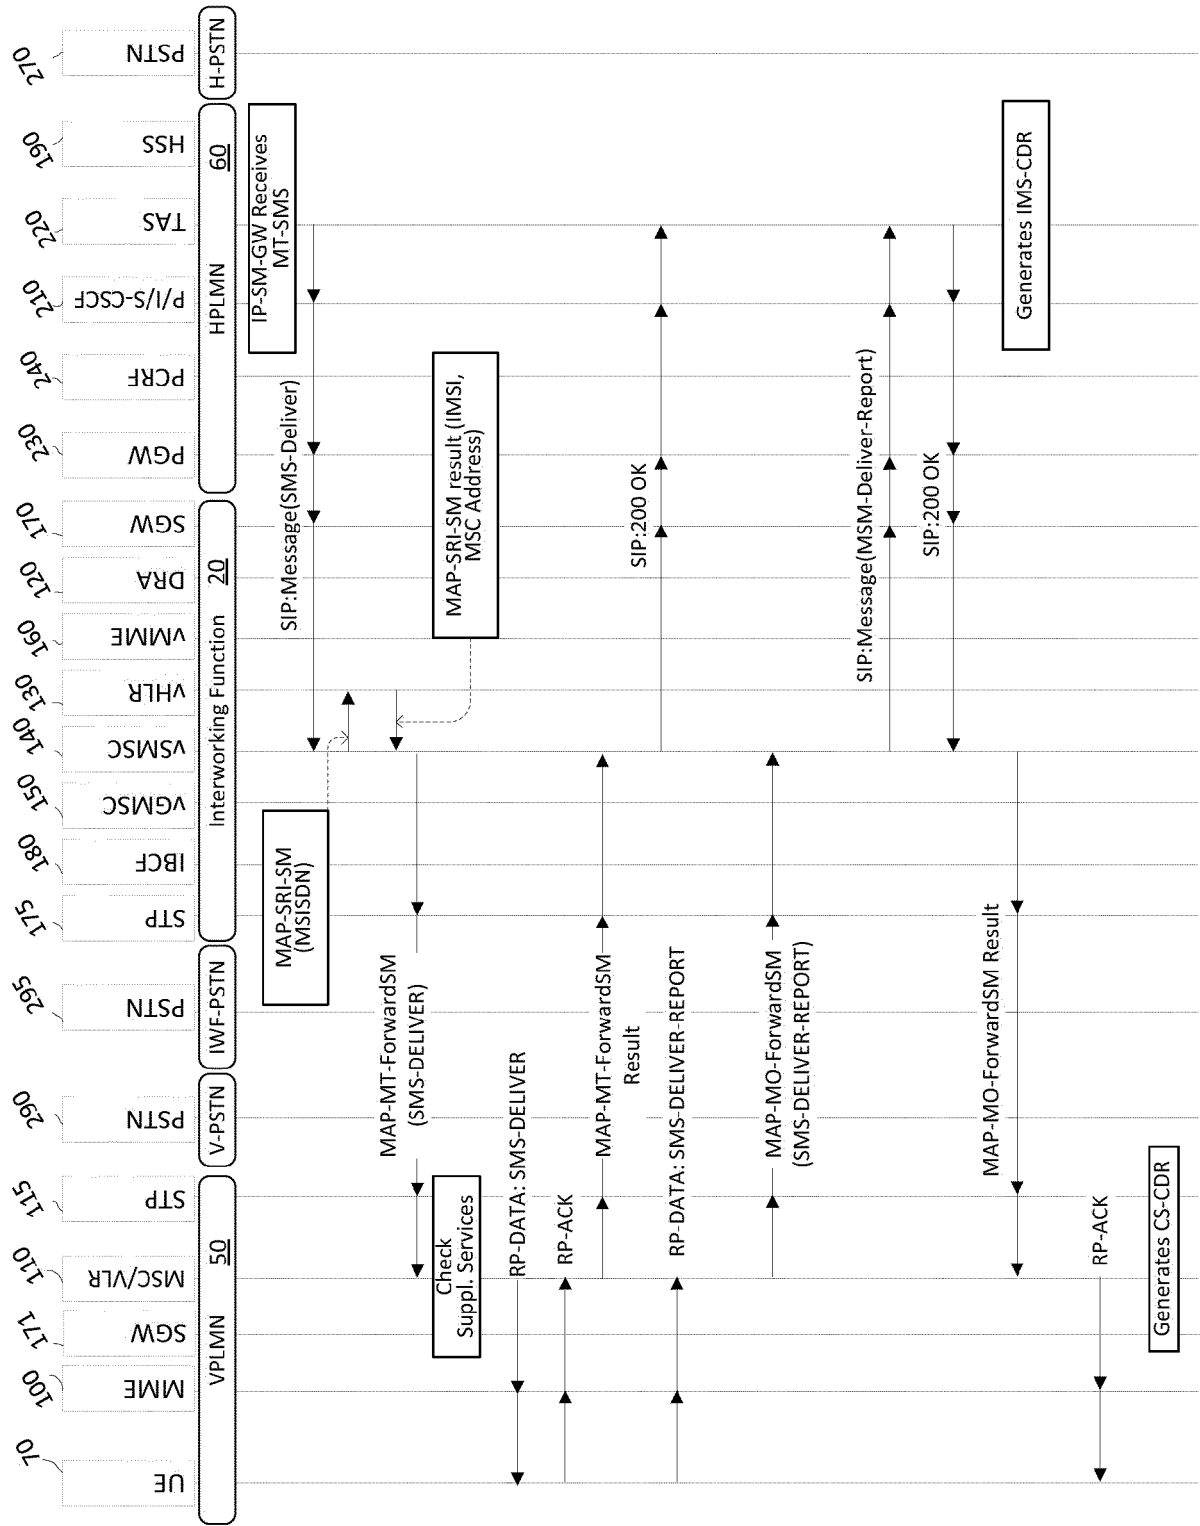 70
100
171
110
115
290
295
175
180
150
140
130
160
120
170
230
240
210
220
190
270
UE
MME
SGW
MSC/VLR
STP
PSTN
PSTN
STP
IBCF
vGMSC
vSMSC
vHLR
vMME
DRA
SGW
PGW
PCRF
P/I/S-CSCF
TAS
HSS
PSTN
VPLMN 50
V-PSTN
IWF-PSTN
Interworking Function 20
HPLMN 60
H-PSTN
IP-SM-GW Receives
MT-SMS
SIP:Message(SMS-Deliver)
MAP-SRI-SM
(MSISDN)
MAP-SRI-SM result (IMSI,
MSC Address)
MAP-MT-ForwardSM
(SMS-DELIVER)
Check
Suppl. Services
RP-DATA: SMS-DELIVER
RP-ACK
MAP-MT-ForwardSM
Result
SIP:200 OK
RP-DATA: SMS-DELIVER-REPORT
MAP-MO-ForwardSM
(SMS-DELIVER-REPORT)
SIP:Message(MSM-Deliver-Report)
SIP:200 OK
MAP-MO-ForwardSM Result
Generates IMS-CDR
RP-ACK
Generates CS-CDR